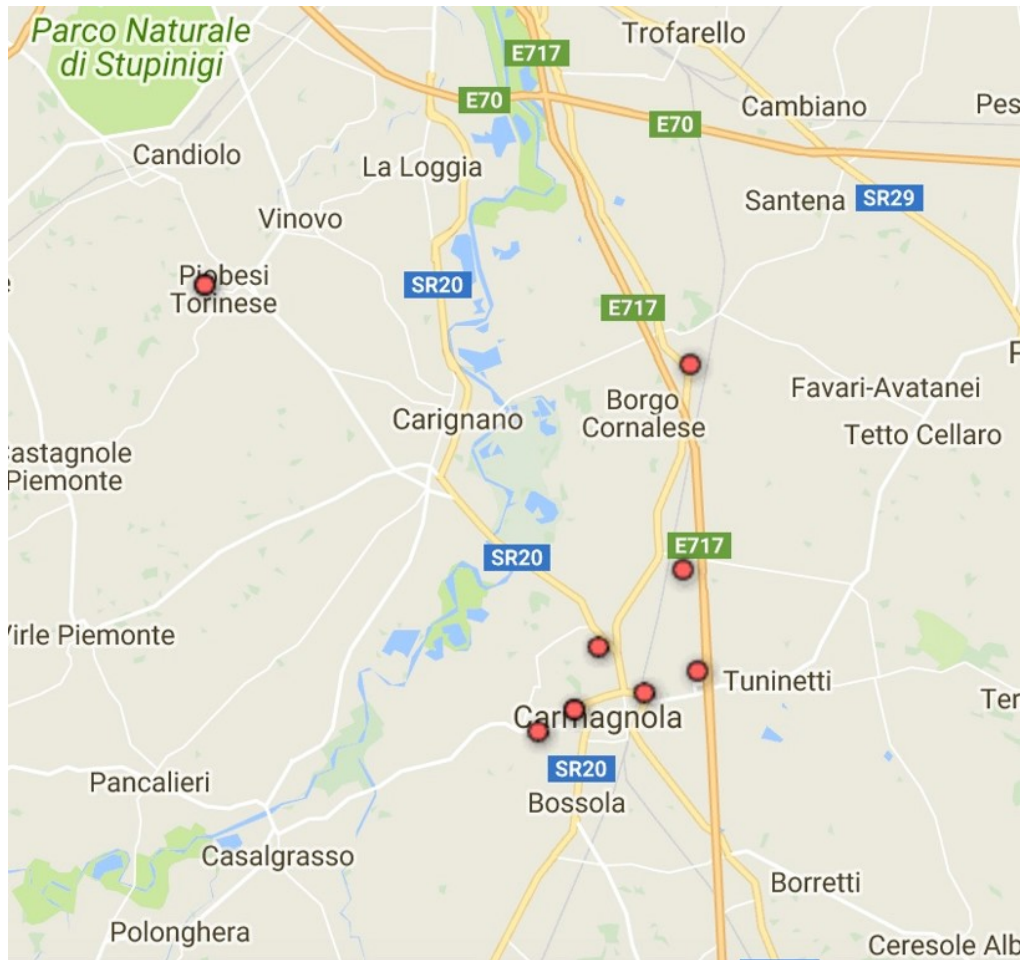 Parco Naturale
di Stupinigi
Trofarello
E717
E70
Cambiano
Pes
E70
Candiolo
La Loggia
Santena
SR29
Vinovo
Piobesi
Torinese
SR20
E717
Favari-Avatanei
Borgo
Cornalese
Carignano
Tetto Cellaro
astagnole
Piemonte
E717
SR20
Virle Piemonte
Tuninetti
Ter
Carmagnola
SR20
Pancalieri
Bossola
Casalgrasso
Borretti
Polonghera
Ceresole Alb